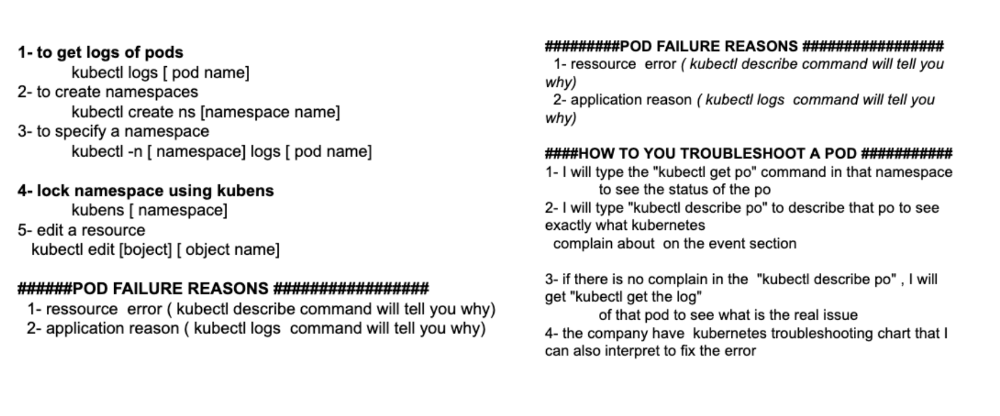 1- to get logs of pods
kubectl logs [ pod name]
2- to create namespaces
kubectl create ns [namespace name]
3- to specify a namespace
kubectl -n [ namespace] logs [ pod name]
4- lock namespace using kubens
kubens [ namespace]
5- edit a resource
kubectl edit [boject] [ object name]
######POD FAILURE REASONS #################
1- ressource  error ( kubectl describe command will tell you why)
2- application reason ( kubectl logs  command will tell you why)
#########POD FAILURE REASONS #################
1- ressource  error ( kubectl describe command will tell you
why)
2- application reason ( kubectl logs  command will tell you
why)
####HOW TO YOU TROUBLESHOOT A POD ###########
1- I will type the "kubectl get po" command in that namespace
to see the status of the po
2- I will type "kubectl describe po" to describe that po to see
exactly what kubernetes
complain about  on the event section
3- if there is no complain in the  "kubectl describe po" , I will
get "kubectl get the log"
of that pod to see what is the real issue
4- the company have  kubernetes troubleshooting chart that I
can also interpret to fix the error